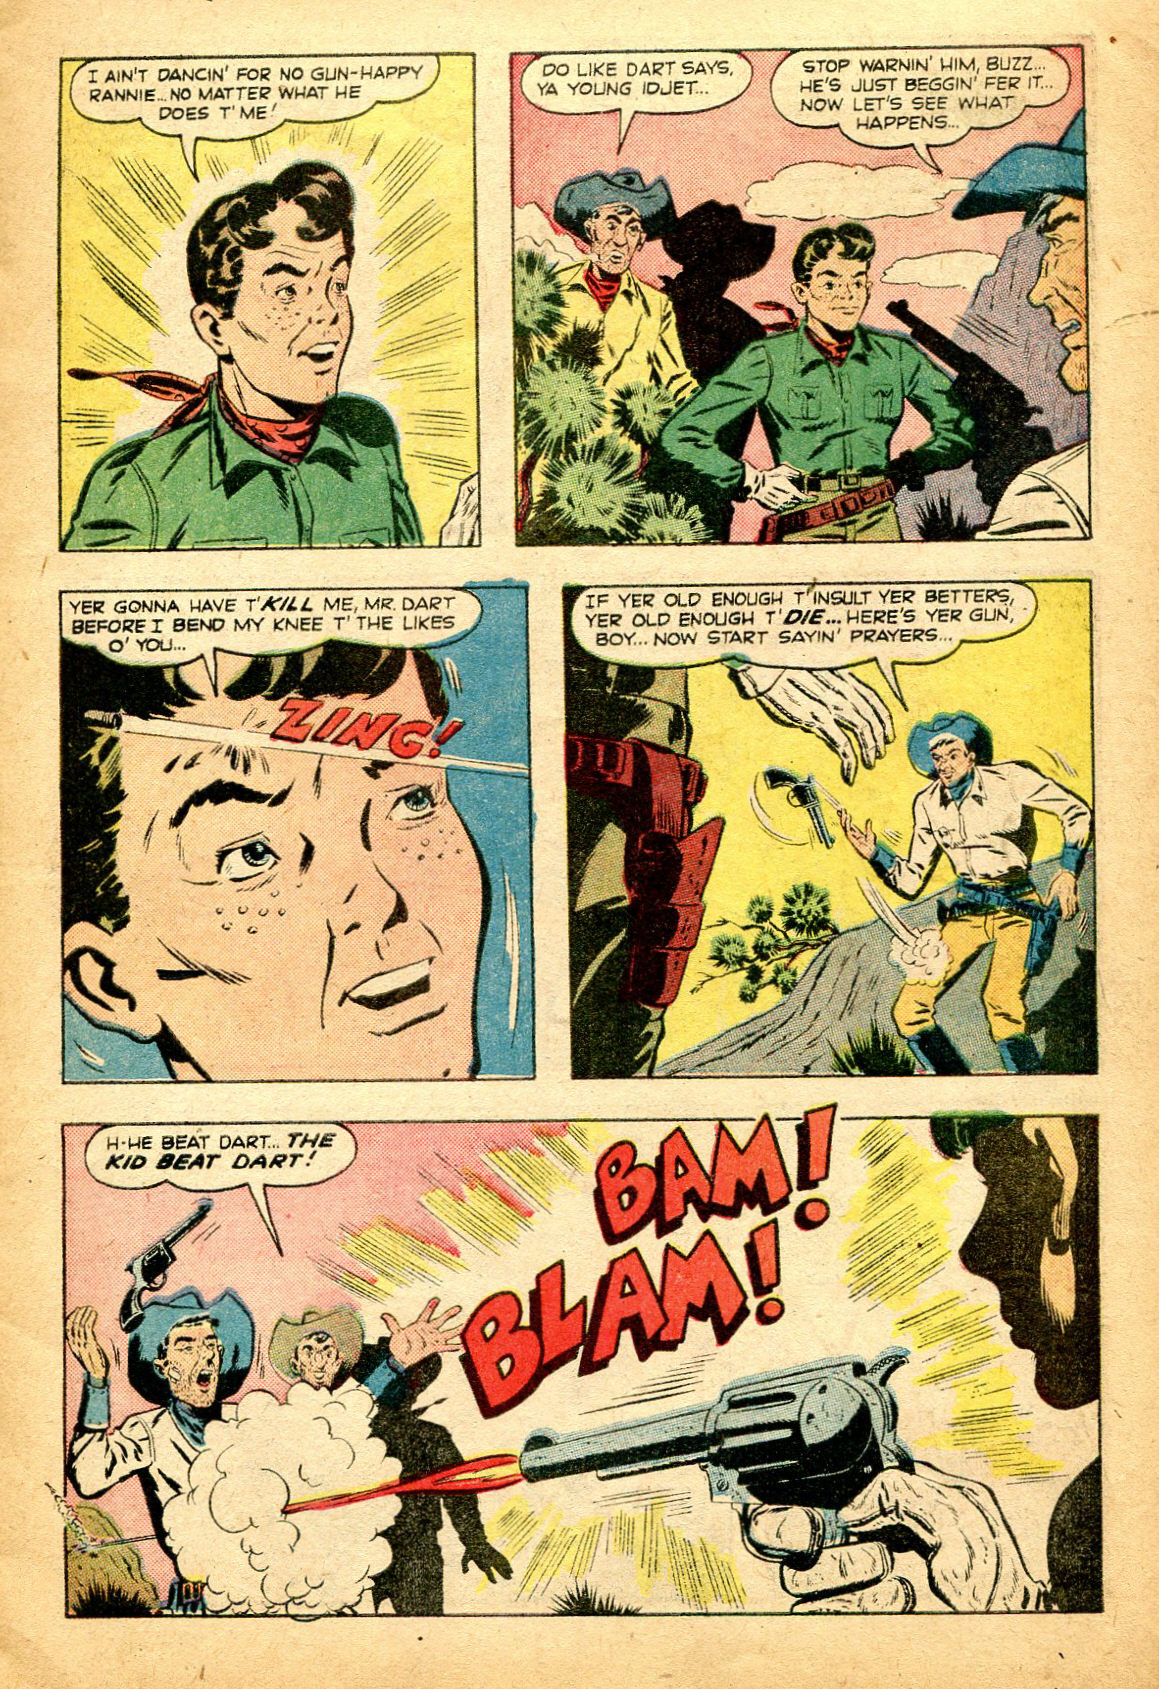 I AIN'T DANCIN' FOR NO GUN-HAPPY
RANNIE... NO MATTER WHAT HE
DOES T' ME!
DO LIKE DART SAYS,
YA YOUNG IDJET...
STOP WARNIN' HIM, BUZZ...
HE'S JUST BEGGIN' FER IT...
NOW LET'S SEE WHAT
HAPPENS...
YER GONNA HAVE T' KILL ME, MR. DART
BEFORE I BEND MY KNEE T' THE LIKES
O' YOU...
ZING!
IF YER OLD ENOUGH T' INSULT YER BETTERS,
YER OLD ENOUGH T' DIE... HERE'S YER GUN,
BOY... NOW START SAYIN' PRAYERS...
H-HE BEAT DART... THE
KID BEAT DART!
BAM!
BLAM!